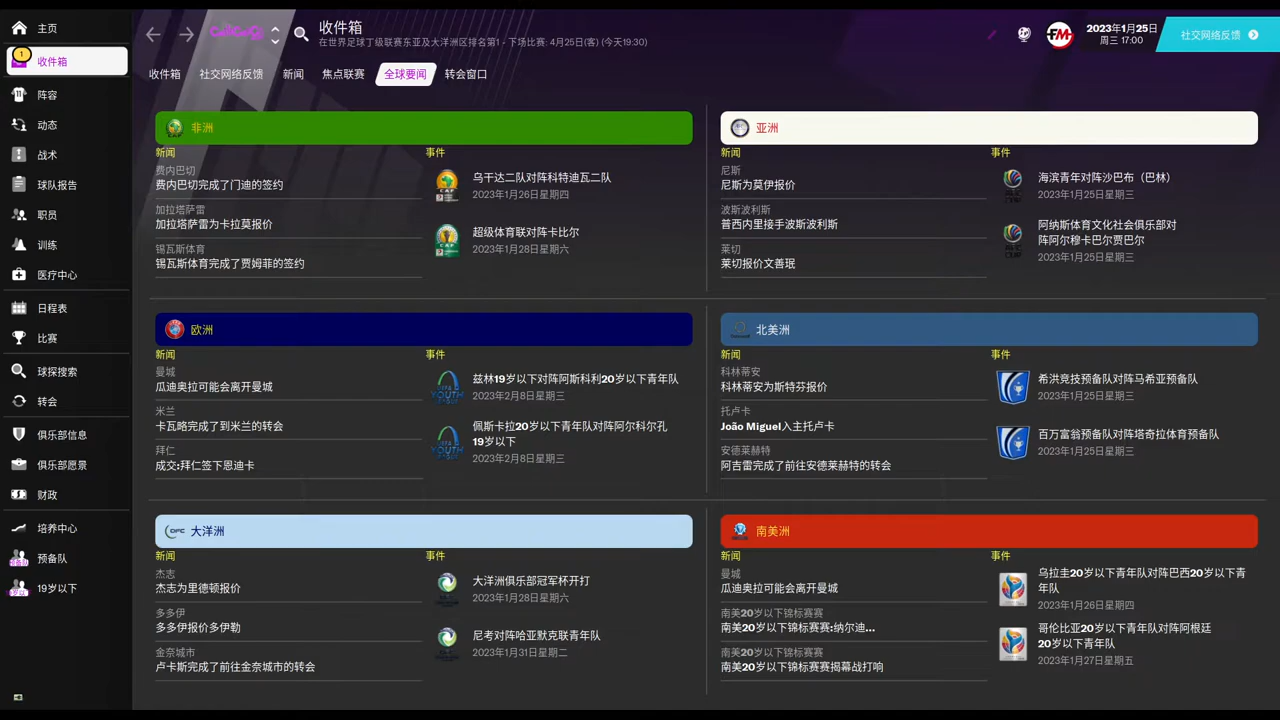 主页
收件箱
阵容
动态
战术
球队报告
职员
训练
医疗中心
日程表
比赛
球探搜索
转会
俱乐部信息
俱乐部愿景
财政
培养中心
预备队
19岁以下
收件箱
在世界足球丁级联赛东亚及大洋洲区排名第1 - 下场比赛: 4月25日(客) (今天19:30)
FM
2023年1月25日
周三 17:00
社交网络反馈
收件箱 社交网络反馈 新闻 焦点联赛 全球要闻 转会窗口
非洲
新闻
费内巴切
费内巴切完成了门迪的签约
加拉塔萨雷
加拉塔萨雷为卡拉莫报价
锡瓦斯体育
锡瓦斯体育完成了贾姆菲的签约
事件
乌干达二队对阵科特迪瓦二队
2023年1月26日星期四
超级体育联对阵卡比尔
2023年1月28日星期六
亚洲
新闻
尼斯
尼斯为莫伊报价
波斯波利斯
普西内里接手波斯波利斯
莱切
莱切报价文善珉
事件
海滨青年对阵沙巴布（巴林）
2023年1月25日星期三
阿纳斯体育文化社会俱乐部对
阵阿尔穆卡巴尔贾巴尔
2023年1月25日星期三
欧洲
新闻
曼城
瓜迪奥拉可能会离开曼城
米兰
卡瓦略完成了到米兰的转会
拜仁
成交:拜仁签下恩迪卡
事件
兹林19岁以下对阵阿斯科利20岁以下青年队
2023年2月8日星期三
佩斯卡拉20岁以下青年队对阵阿尔科尔孔
19岁以下
2023年2月8日星期三
北美洲
新闻
科林蒂安
科林蒂安为斯特芬报价
托卢卡
João Miguel入主托卢卡
安德莱赫特
阿吉雷完成了前往安德莱赫特的转会
事件
希洪竞技预备队对阵马希亚预备队
2023年1月25日星期三
百万富翁预备队对阵塔奇拉体育预备队
2023年1月25日星期三
大洋洲
新闻
杰志
杰志为里德顿报价
多多伊
多多伊报价多伊勒
金奈城市
卢卡斯完成了前往金奈城市的转会
事件
大洋洲俱乐部冠军杯开打
2023年1月28日星期六
尼考对阵哈亚默克联青年队
2023年1月31日星期二
南美洲
新闻
曼城
瓜迪奥拉可能会离开曼城
南美20岁以下锦标赛赛
南美20岁以下锦标赛赛:纳尔迪...
南美20岁以下锦标赛赛
南美20岁以下锦标赛赛揭幕战打响
事件
乌拉圭20岁以下青年队对阵巴西20岁以下青
年队
2023年1月26日星期四
哥伦比亚20岁以下青年队对阵阿根廷
20岁以下青年队
2023年1月27日星期五